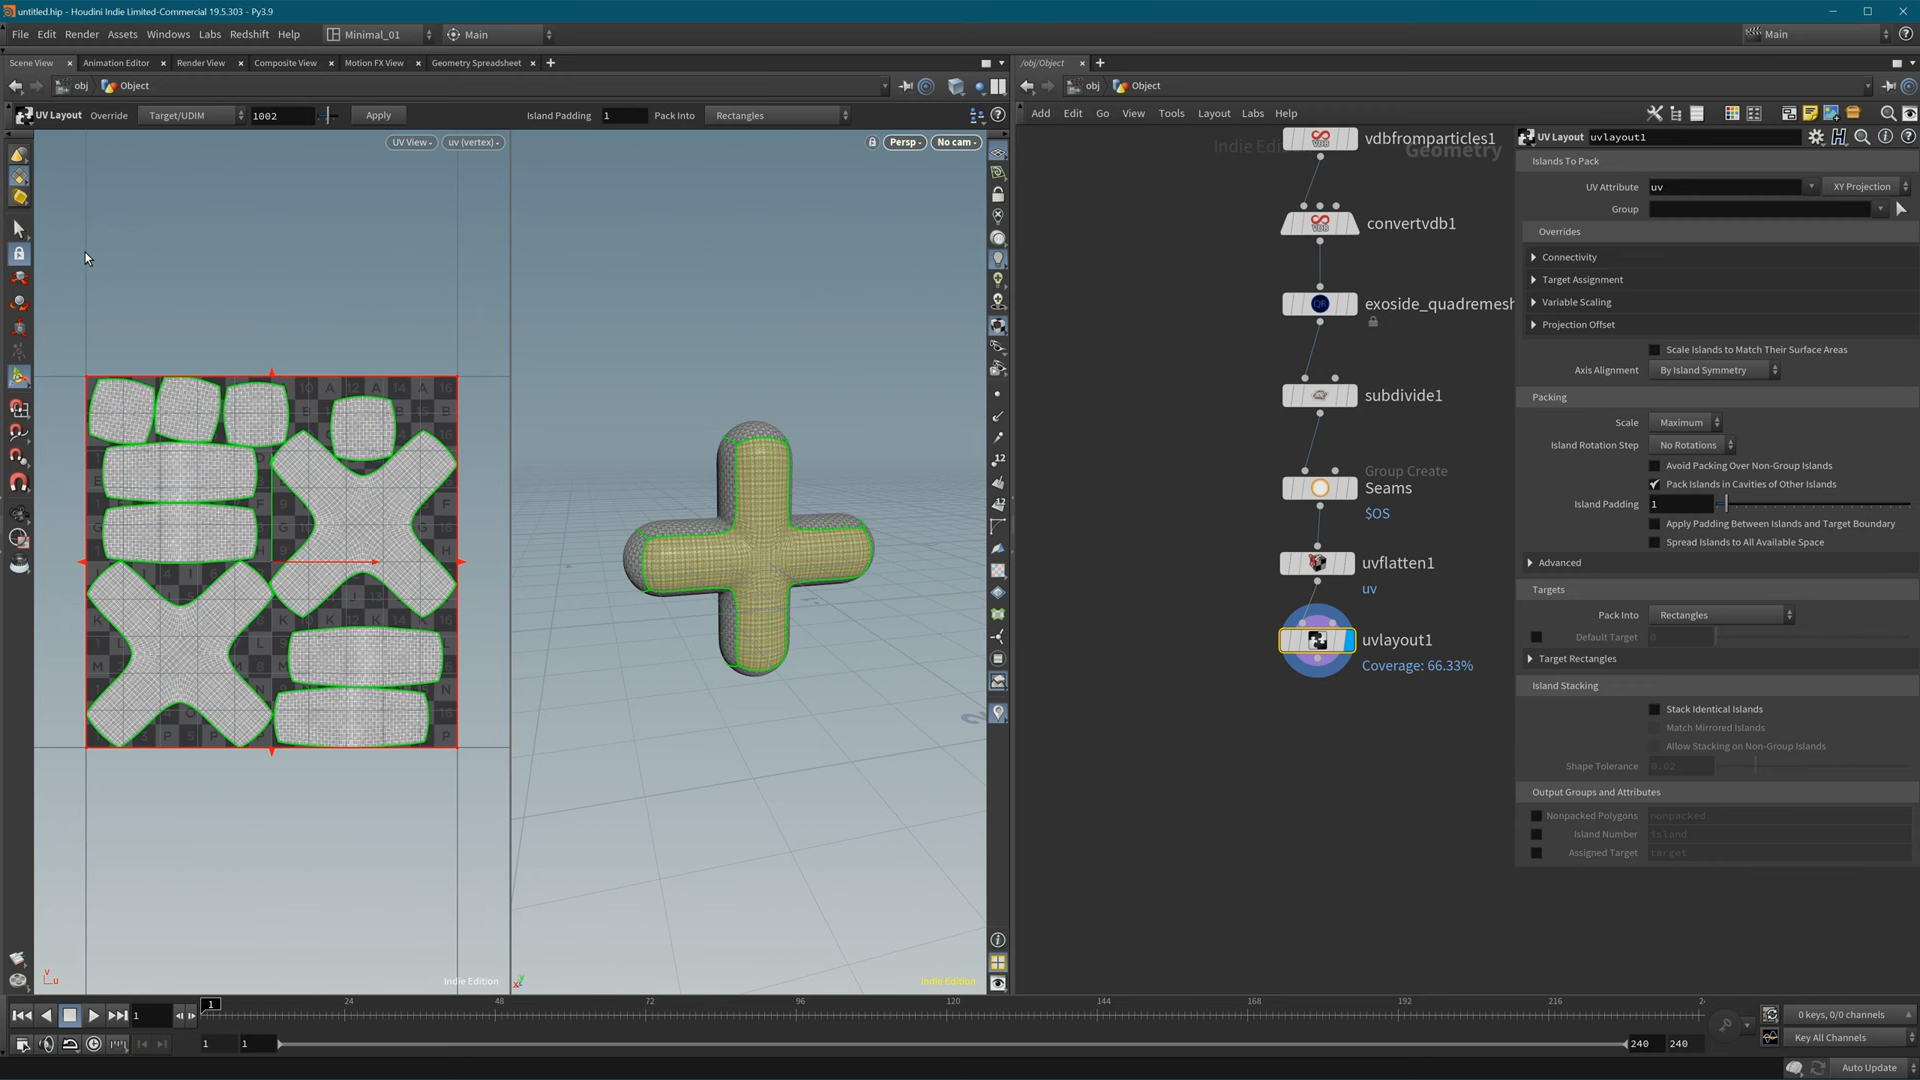 untitled.hip - Houdini Indie Limited-Commercial 19.5.303 - Py3.9
File Edit Render Assets Windows Labs Redshift Help Minimal_01 Main Main
Scene View Animation Editor Render View Composite View Motion FX View Geometry Spreadsheet
/obj/Object
obj Object
obj Object
UV Layout Override Target/UDIM 1002 Apply Island Padding 1 Pack Into Rectangles
Add Edit Go View Tools Layout Labs Help
UV View uv (vertex)
Persp No cam
Indie Edi
Geometry
vdbfromparticles1
convertvdb1
exoside_quadremesh
subdivide1
Group Create
Seams
$OS
uvflatten1
uv
uvlayout1
Coverage: 66.33%
UV Layout uvlayout1
Islands To Pack
UV Attribute uv XY Projection
Group
Overrides
Connectivity
Target Assignment
Variable Scaling
Projection Offset
Scale Islands to Match Their Surface Areas
Axis Alignment By Island Symmetry
Packing
Scale Maximum
Island Rotation Step No Rotations
Avoid Packing Over Non-Group Islands
Pack Islands in Cavities of Other Islands
Island Padding 1
Apply Padding Between Islands and Target Boundary
Spread Islands to All Available Space
Advanced
Targets
Pack Into Rectangles
Default Target 0
Target Rectangles
Island Stacking
Stack Identical Islands
Match Mirrored Islands
Allow Stacking on Non-Group Islands
Shape Tolerance 0.02
Output Groups and Attributes
Nonpacked Polygons nonpacked
Island Number island
Assigned Target target
Indie Edition
Indie Edition
1 1 24 48 72 96 120 144 168 192 216
0 keys, 0/0 channels
1 1 240 240
Key All Channels
Auto Update